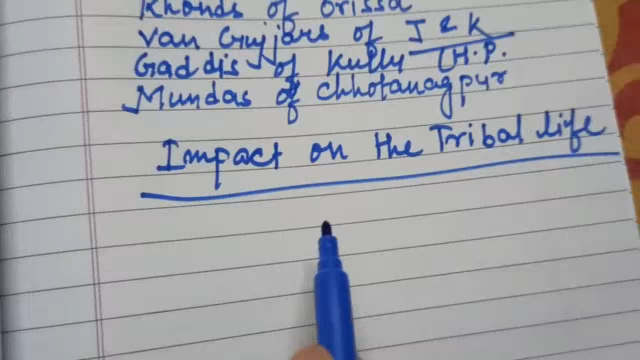 Khonds of Orissa
Van Gujjars of J & K
Gaddis of Kullu (H.P.
Mundas of Chhotanagpur
Impact on the Tribal life